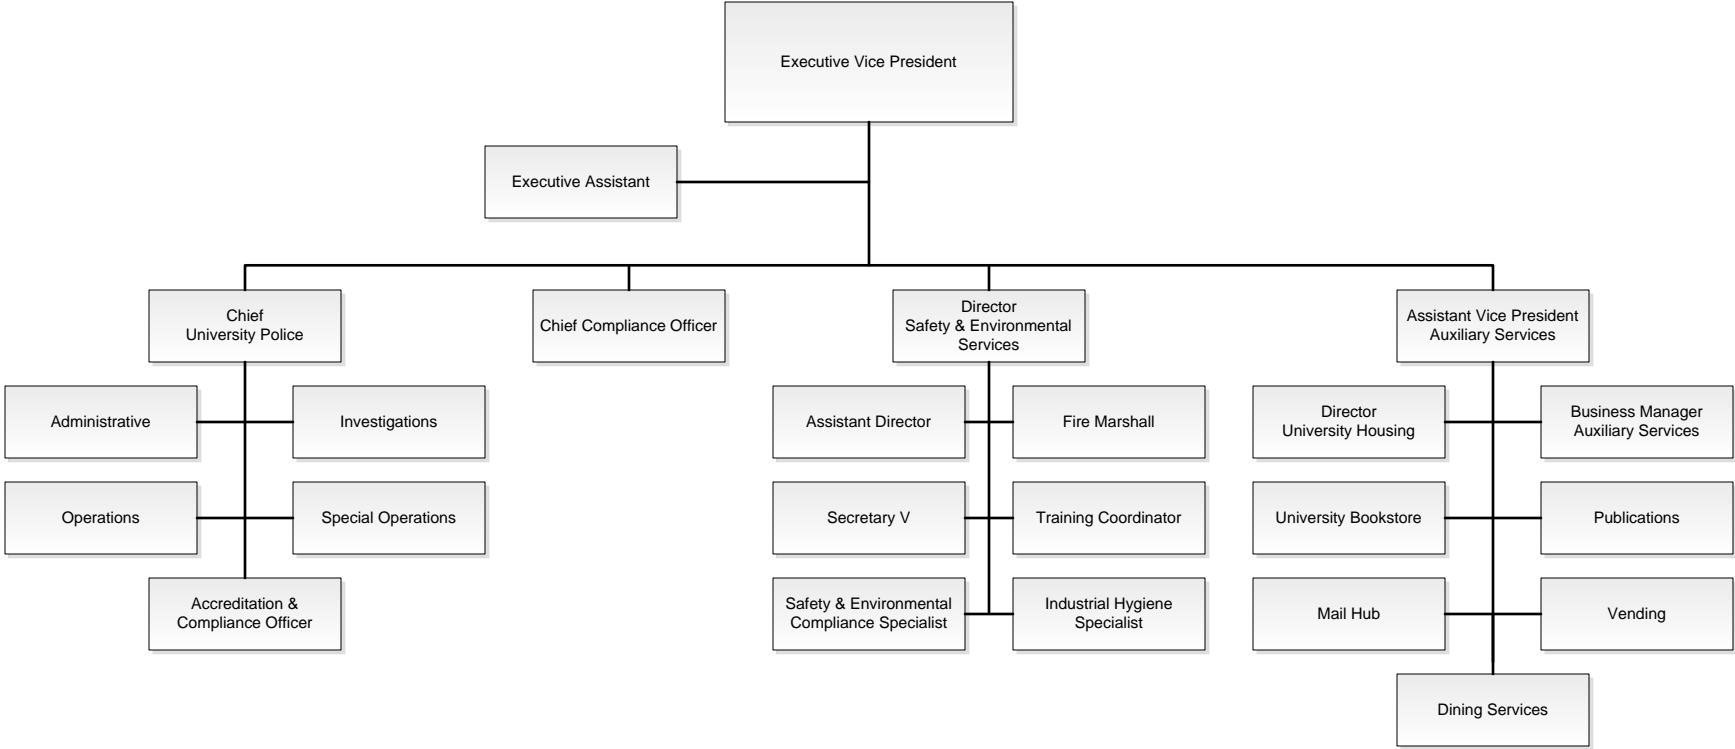 Executive Vice President
Executive Assistant
Chief
University Police
Chief Compliance Officer
Director
Safety & Environmental
Services
Assistant Vice President
Auxiliary Services
Administrative
Investigations
Operations
Special Operations
Accreditation &
Compliance Officer
Assistant Director
Fire Marshall
Secretary V
Training Coordinator
Safety & Environmental
Compliance Specialist
Industrial Hygiene
Specialist
Director
University Housing
Business Manager
Auxiliary Services
University Bookstore
Publications
Mail Hub
Vending
Dining Services